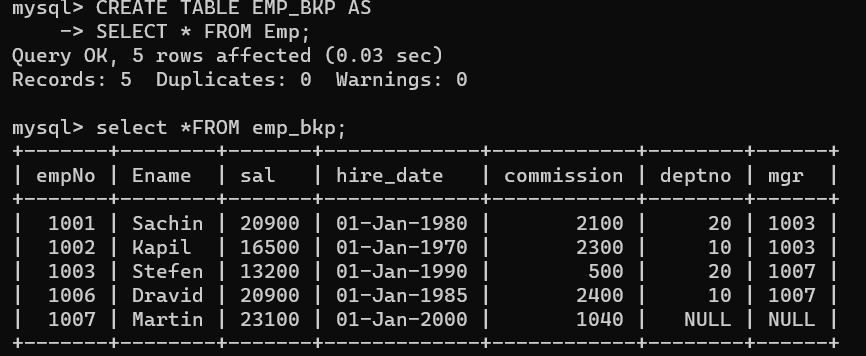 mysql> CREATE TABLE EMP_BKP AS
    -> SELECT * FROM Emp;
Query OK, 5 rows affected (0.03 sec)
Records: 5  Duplicates: 0  Warnings: 0

mysql> select *FROM emp_bkp;
+-------+--------+-------+-------------+------------+--------+------+
| empNo | Ename  | sal   | hire_date   | commission | deptno | mgr  |
+-------+--------+-------+-------------+------------+--------+------+
|  1001 | Sachin | 20900 | 01-Jan-1980 |       2100 |     20 | 1003 |
|  1002 | Kapil  | 16500 | 01-Jan-1970 |       2300 |     10 | 1003 |
|  1003 | Stefen | 13200 | 01-Jan-1990 |        500 |     20 | 1007 |
|  1006 | Dravid | 20900 | 01-Jan-1985 |       2400 |     10 | 1007 |
|  1007 | Martin | 23100 | 01-Jan-2000 |       1040 |   NULL | NULL |
+-------+--------+-------+-------------+------------+--------+------+